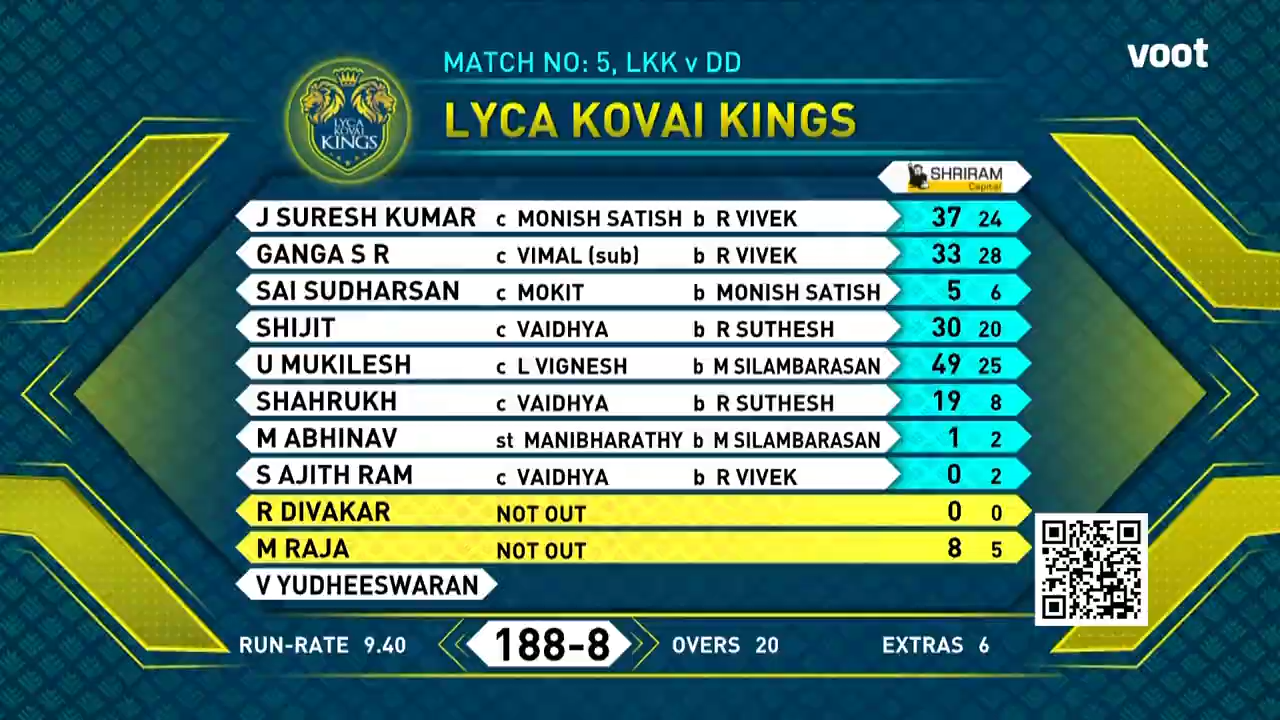 voot
MATCH NO: 5, LKK v DD
LYCA KOVAI KINGS
LYCA
KOVAI
KINGS
SHRIRAM
Capital
J SURESH KUMAR c MONISH SATISH b R VIVEK 37 24
GANGA S R c VIMAL (sub) b R VIVEK 33 28
SAI SUDHARSAN c MOKIT b MONISH SATISH 5 6
SHIJIT c VAIDHYA b R SUTHESH 30 20
U MUKILESH c L VIGNESH b M SILAMBARASAN 49 25
SHAHRUKH c VAIDHYA b R SUTHESH 19 8
M ABHINAV st MANIBHARATHY b M SILAMBARASAN 1 2
S AJITH RAM c VAIDHYA b R VIVEK 0 2
R DIVAKAR NOT OUT 0 0
M RAJA NOT OUT 8 5
V YUDHEESWARAN
RUN-RATE 9.40 188-8 OVERS 20 EXTRAS 6